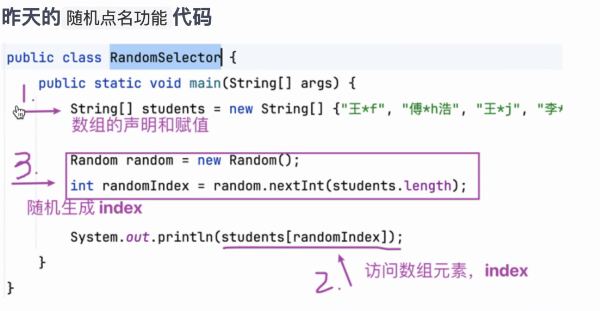 昨天的 随机点名功能 代码
public class RandomSelector {
public static void main(String[] args) {
1.
String[] students = new String[] {"王*f", "傅*h浩", "王*j", "李*
数组的声明和赋值
3.
Random random = new Random();
int randomIndex = random.nextInt(students.length);
随机生成 index
System.out.println(students[randomIndex]);
}
2.
访问数组元素，index
}